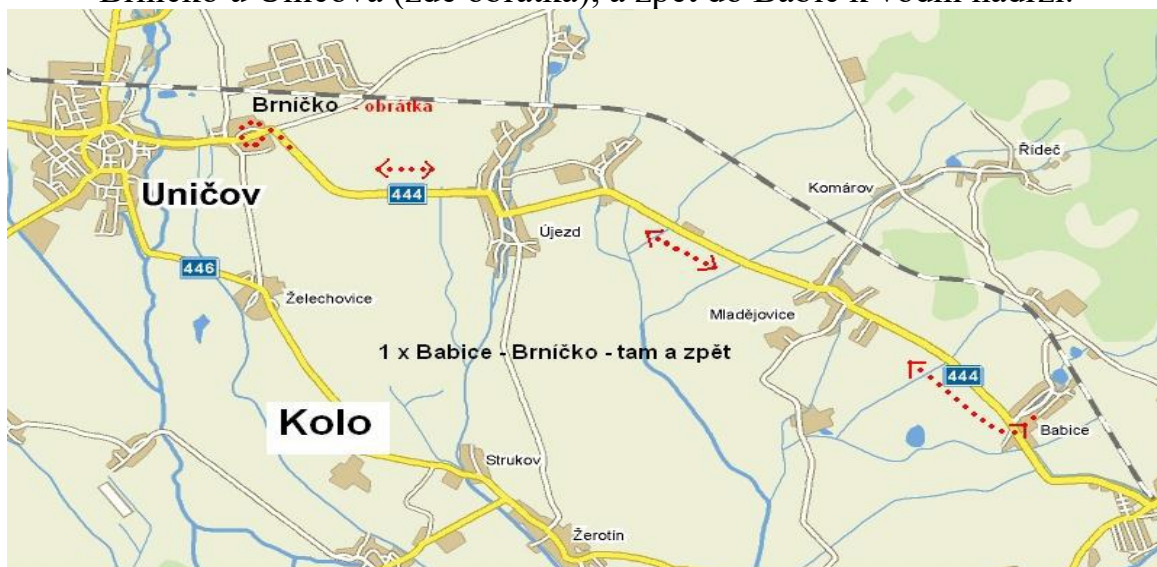 Brníčko u Uničova (zde obrátka), a zpět do Babic k vodní nádrži.
Brníčko - obrátka
Řídeč
Komárov
Uničov
444
Újezd
446
Želechovice
Mladějovice
1 x Babice - Brníčko - tam a zpět
444
Kolo
Babice
Strukov
Žerotín